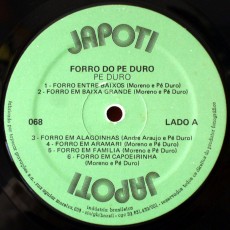 JAPOTI
FORRO DO PE DURO
PE DURO
1 - FORRO ENTRE BAIXOS (Moreno e Pé Duro)
2 - FORRO EM BAIXA GRANDE (Moreno e Pé Duro)
068
LADO A
3 - FORRO EM ALAGOINHAS (Antre Araujo e Pé Duro)
4 - FORRO EM ARAMARI (Moreno e Pé Duro)
5 - FORRO EM FAMILIA (Moreno e Pé Duro)
6 - FORRO EM CAPOEIRINHA
(Moreno e Pé Duro)
JAPOTI
indústria brasileira